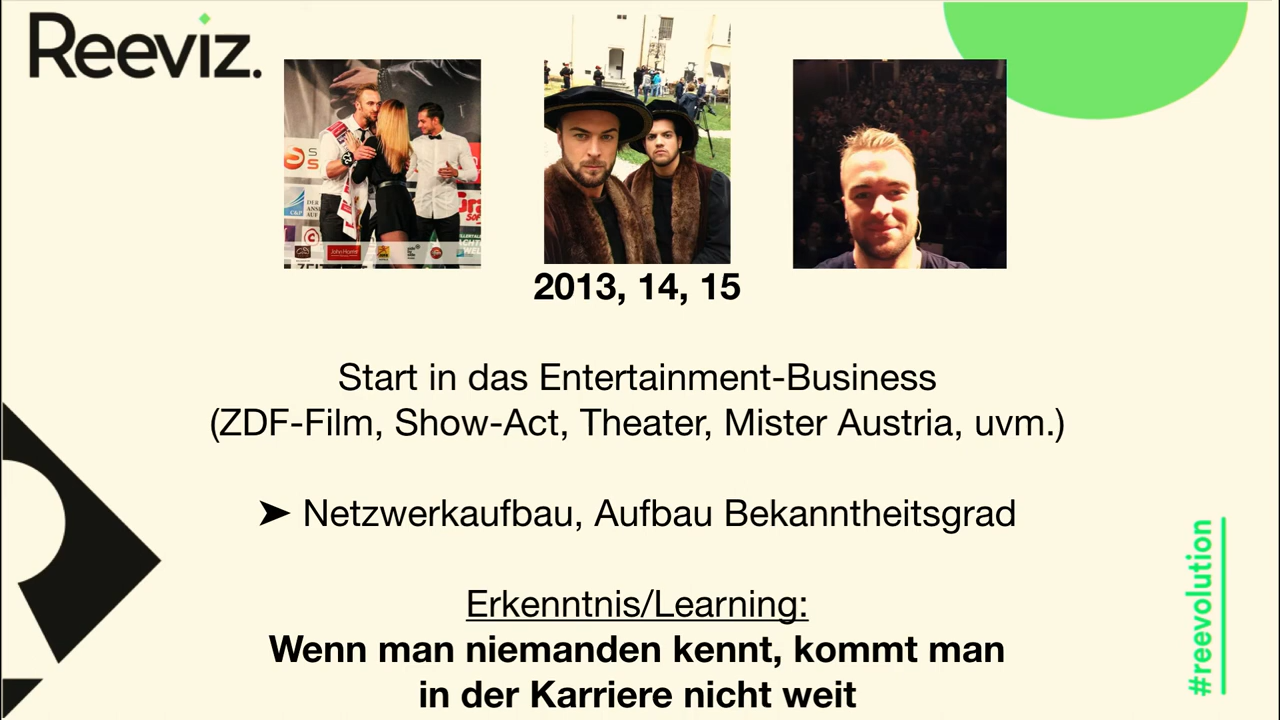 Reeviz.
2013, 14, 15
Start in das Entertainment-Business
(ZDF-Film, Show-Act, Theater, Mister Austria, uvm.)
➤ Netzwerkaufbau, Aufbau Bekanntheitsgrad
Erkenntnis/Learning:
Wenn man niemanden kennt, kommt man
in der Karriere nicht weit
#reevolution